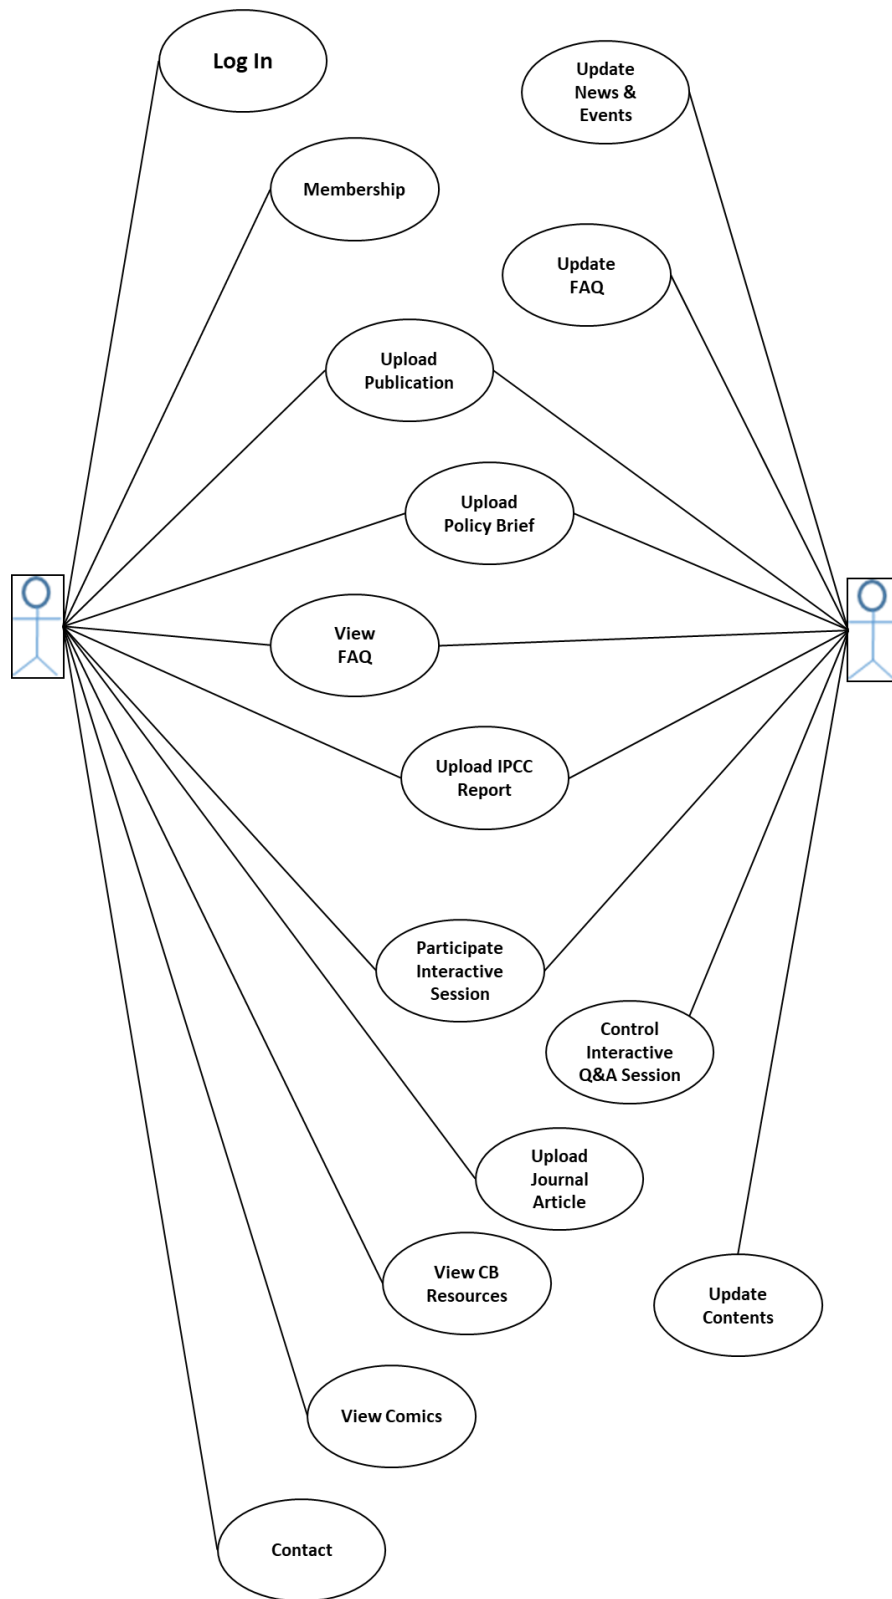 Log In
Update
News &
Events
Membership
Update
FAQ
Upload
Publication
Upload
Policy Brief
View
FAQ
Upload IPCC
Report
Participate
Interactive
Session
Control
Interactive
Q&A Session
Upload
Journal
Article
View CB
Resources
Update
Contents
View Comics
Contact